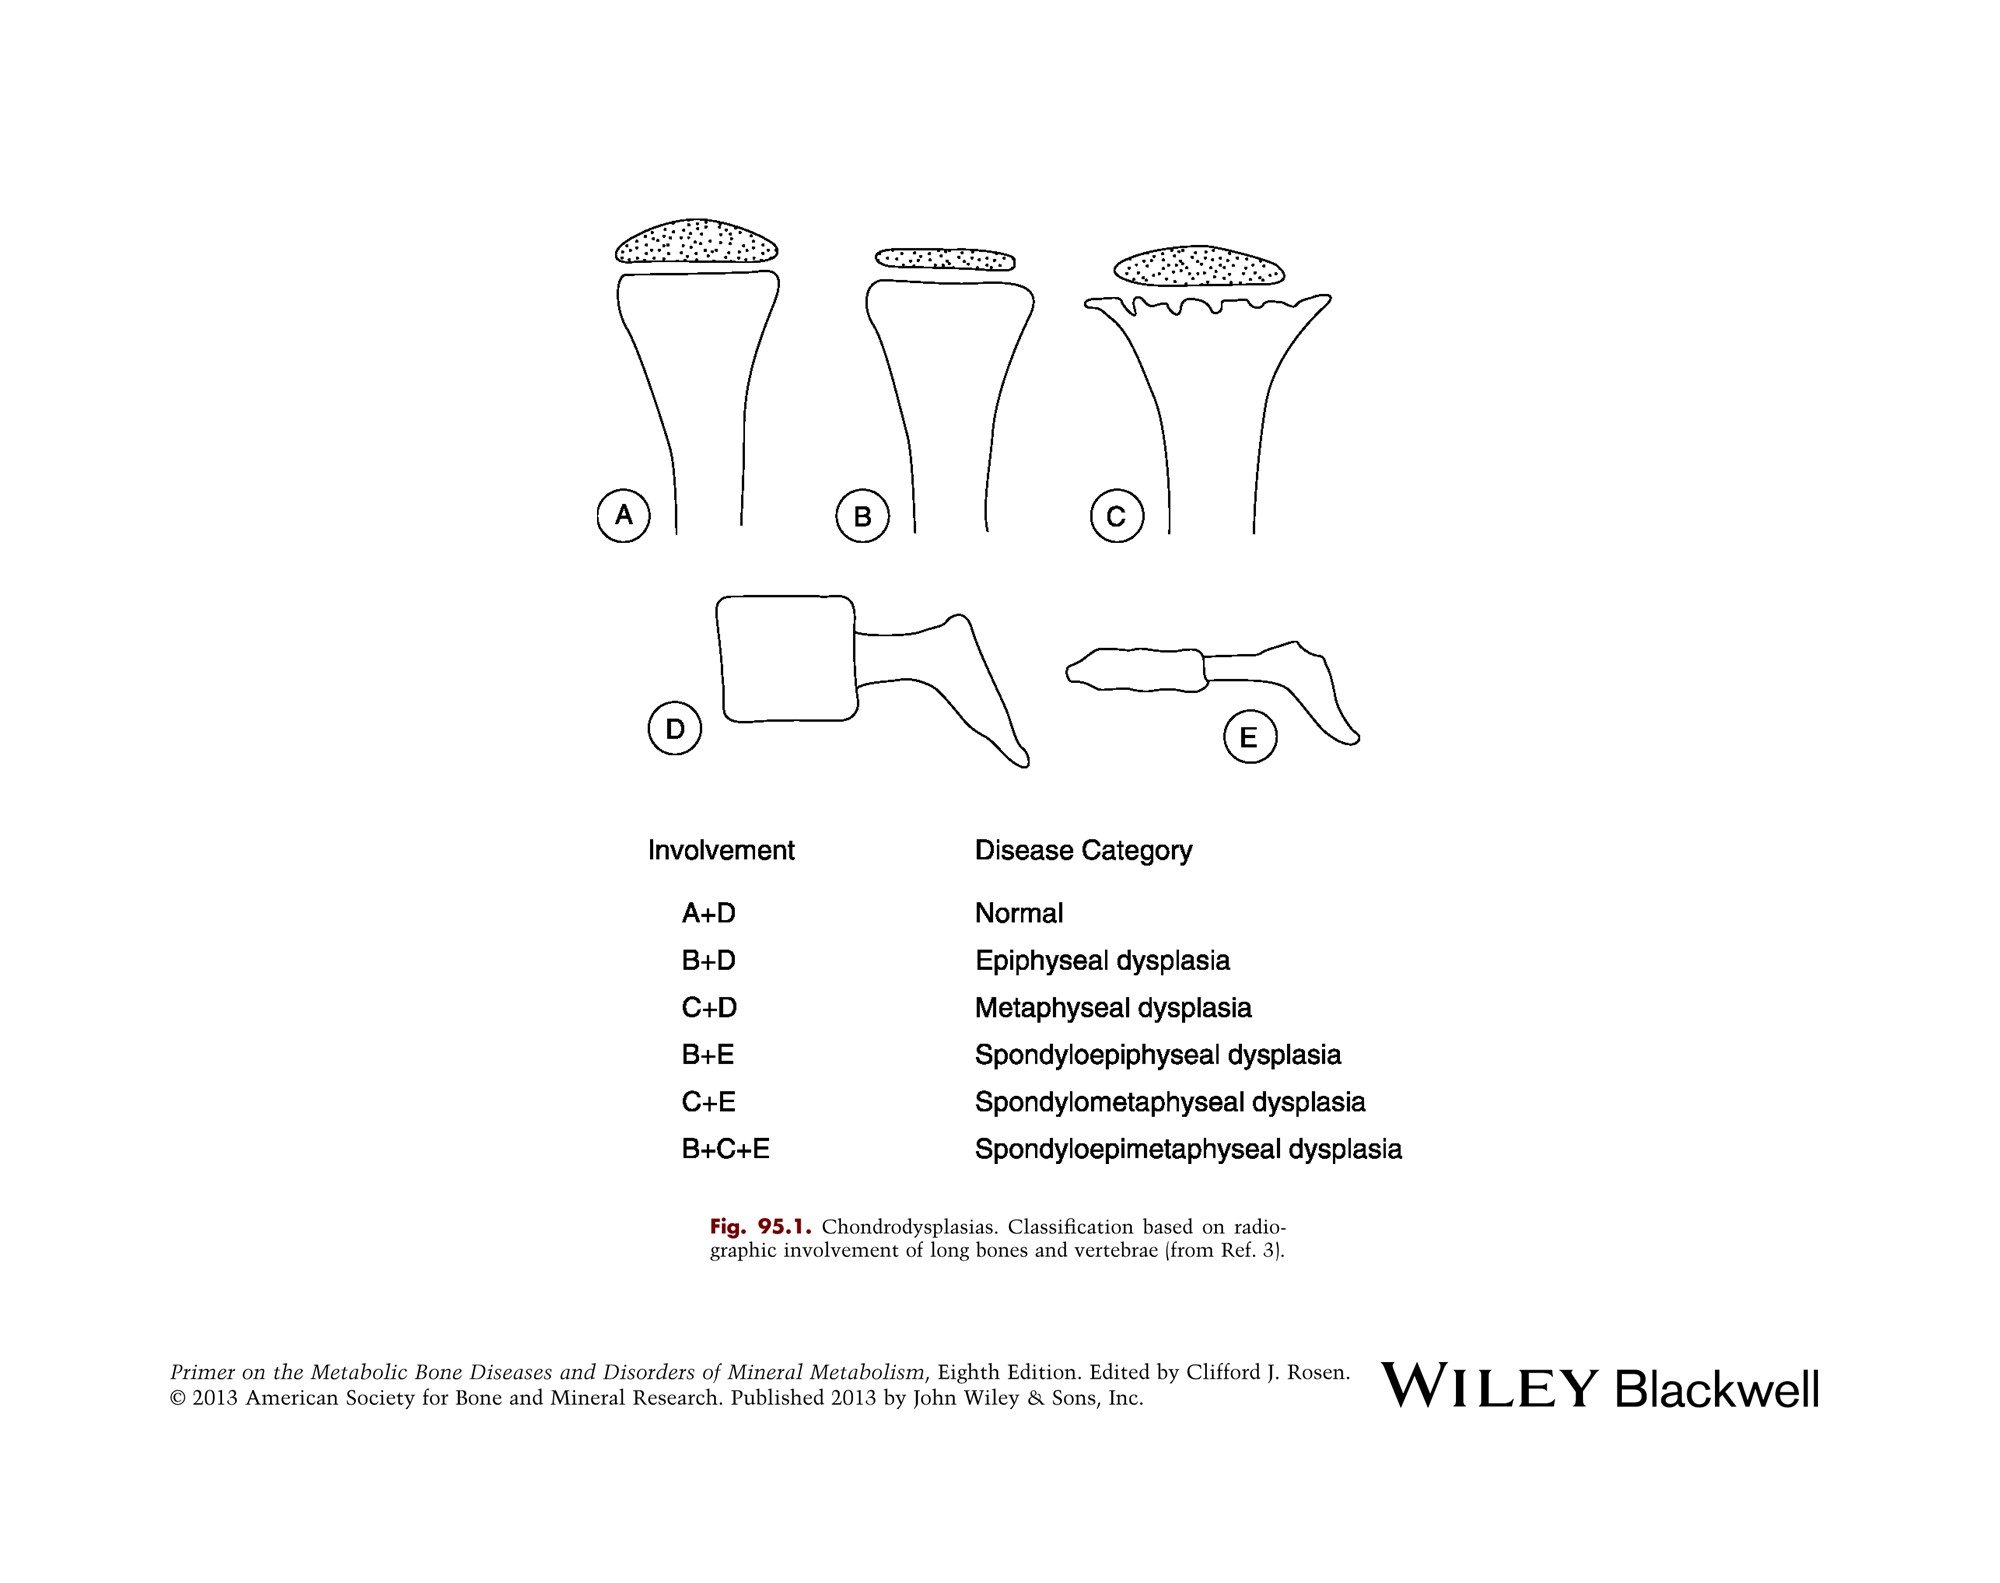 A
B
C
D
E
Involvement Disease Category
A+D Normal
B+D Epiphyseal dysplasia
C+D Metaphyseal dysplasia
B+E Spondyloepiphyseal dysplasia
C+E Spondylometaphyseal dysplasia
B+C+E Spondyloepimetaphyseal dysplasia
Fig. 95.1. Chondrodysplasias. Classification based on radio-
graphic involvement of long bones and vertebrae (from Ref. 3).
Primer on the Metabolic Bone Diseases and Disorders of Mineral Metabolism, Eighth Edition. Edited by Clifford J. Rosen.
© 2013 American Society for Bone and Mineral Research. Published 2013 by John Wiley & Sons, Inc.
WILEY Blackwell